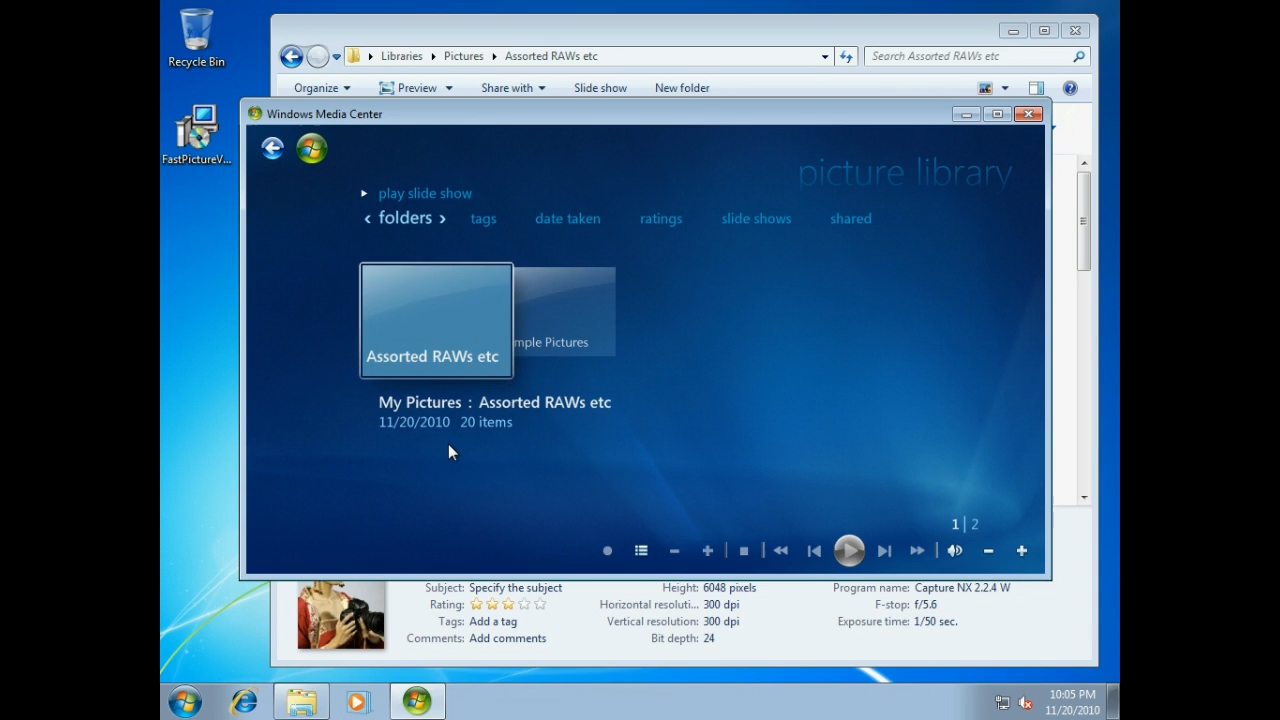 Recycle Bin
FastPictureV...
Libraries Pictures Assorted RAWs etc
Search Assorted RAWs etc
Organize Preview Share with Slide show New folder
Windows Media Center
picture library
play slide show
folders tags date taken ratings slide shows shared
Assorted RAWs etc
mple Pictures
My Pictures : Assorted RAWs etc
11/20/2010 20 items
1 | 2
Subject: Specify the subject Height: 6048 pixels Program name: Capture NX 2.2.4 W
Rating: Horizontal resoluti... 300 dpi F-stop: f/5.6
Tags: Add a tag Vertical resolution: 300 dpi Exposure time: 1/50 sec.
Comments: Add comments Bit depth: 24
10:05 PM
11/20/2010